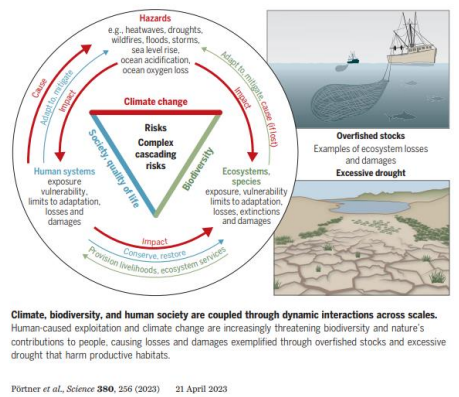 Hazards
e.g., heatwaves, droughts,
wildfires, floods, storms,
sea level rise,
ocean acidification,
ocean oxygen loss
Cause
Adapt to, mitigate
Impact
Adapt to, mitigate, cause (if lost)
Impact
Climate change
Risks
Complex
cascading
risks
Society, quality of life
Biodiversity
Human systems
exposure
vulnerability,
limits to adaptation,
losses and
damages
Ecosystems,
species
exposure, vulnerability
limits to adaptation,
losses, extinctions
and damages
Impact
Conserve, restore
Provision livelihoods, ecosystem services
Overfished stocks
Examples of ecosystem losses
and damages
Excessive drought
Climate, biodiversity, and human society are coupled through dynamic interactions across scales.
Human-caused exploitation and climate change are increasingly threatening biodiversity and nature's
contributions to people, causing losses and damages exemplified through overfished stocks and excessive
drought that harm productive habitats.
Pörtner et al., Science 380, 256 (2023) 21 April 2023